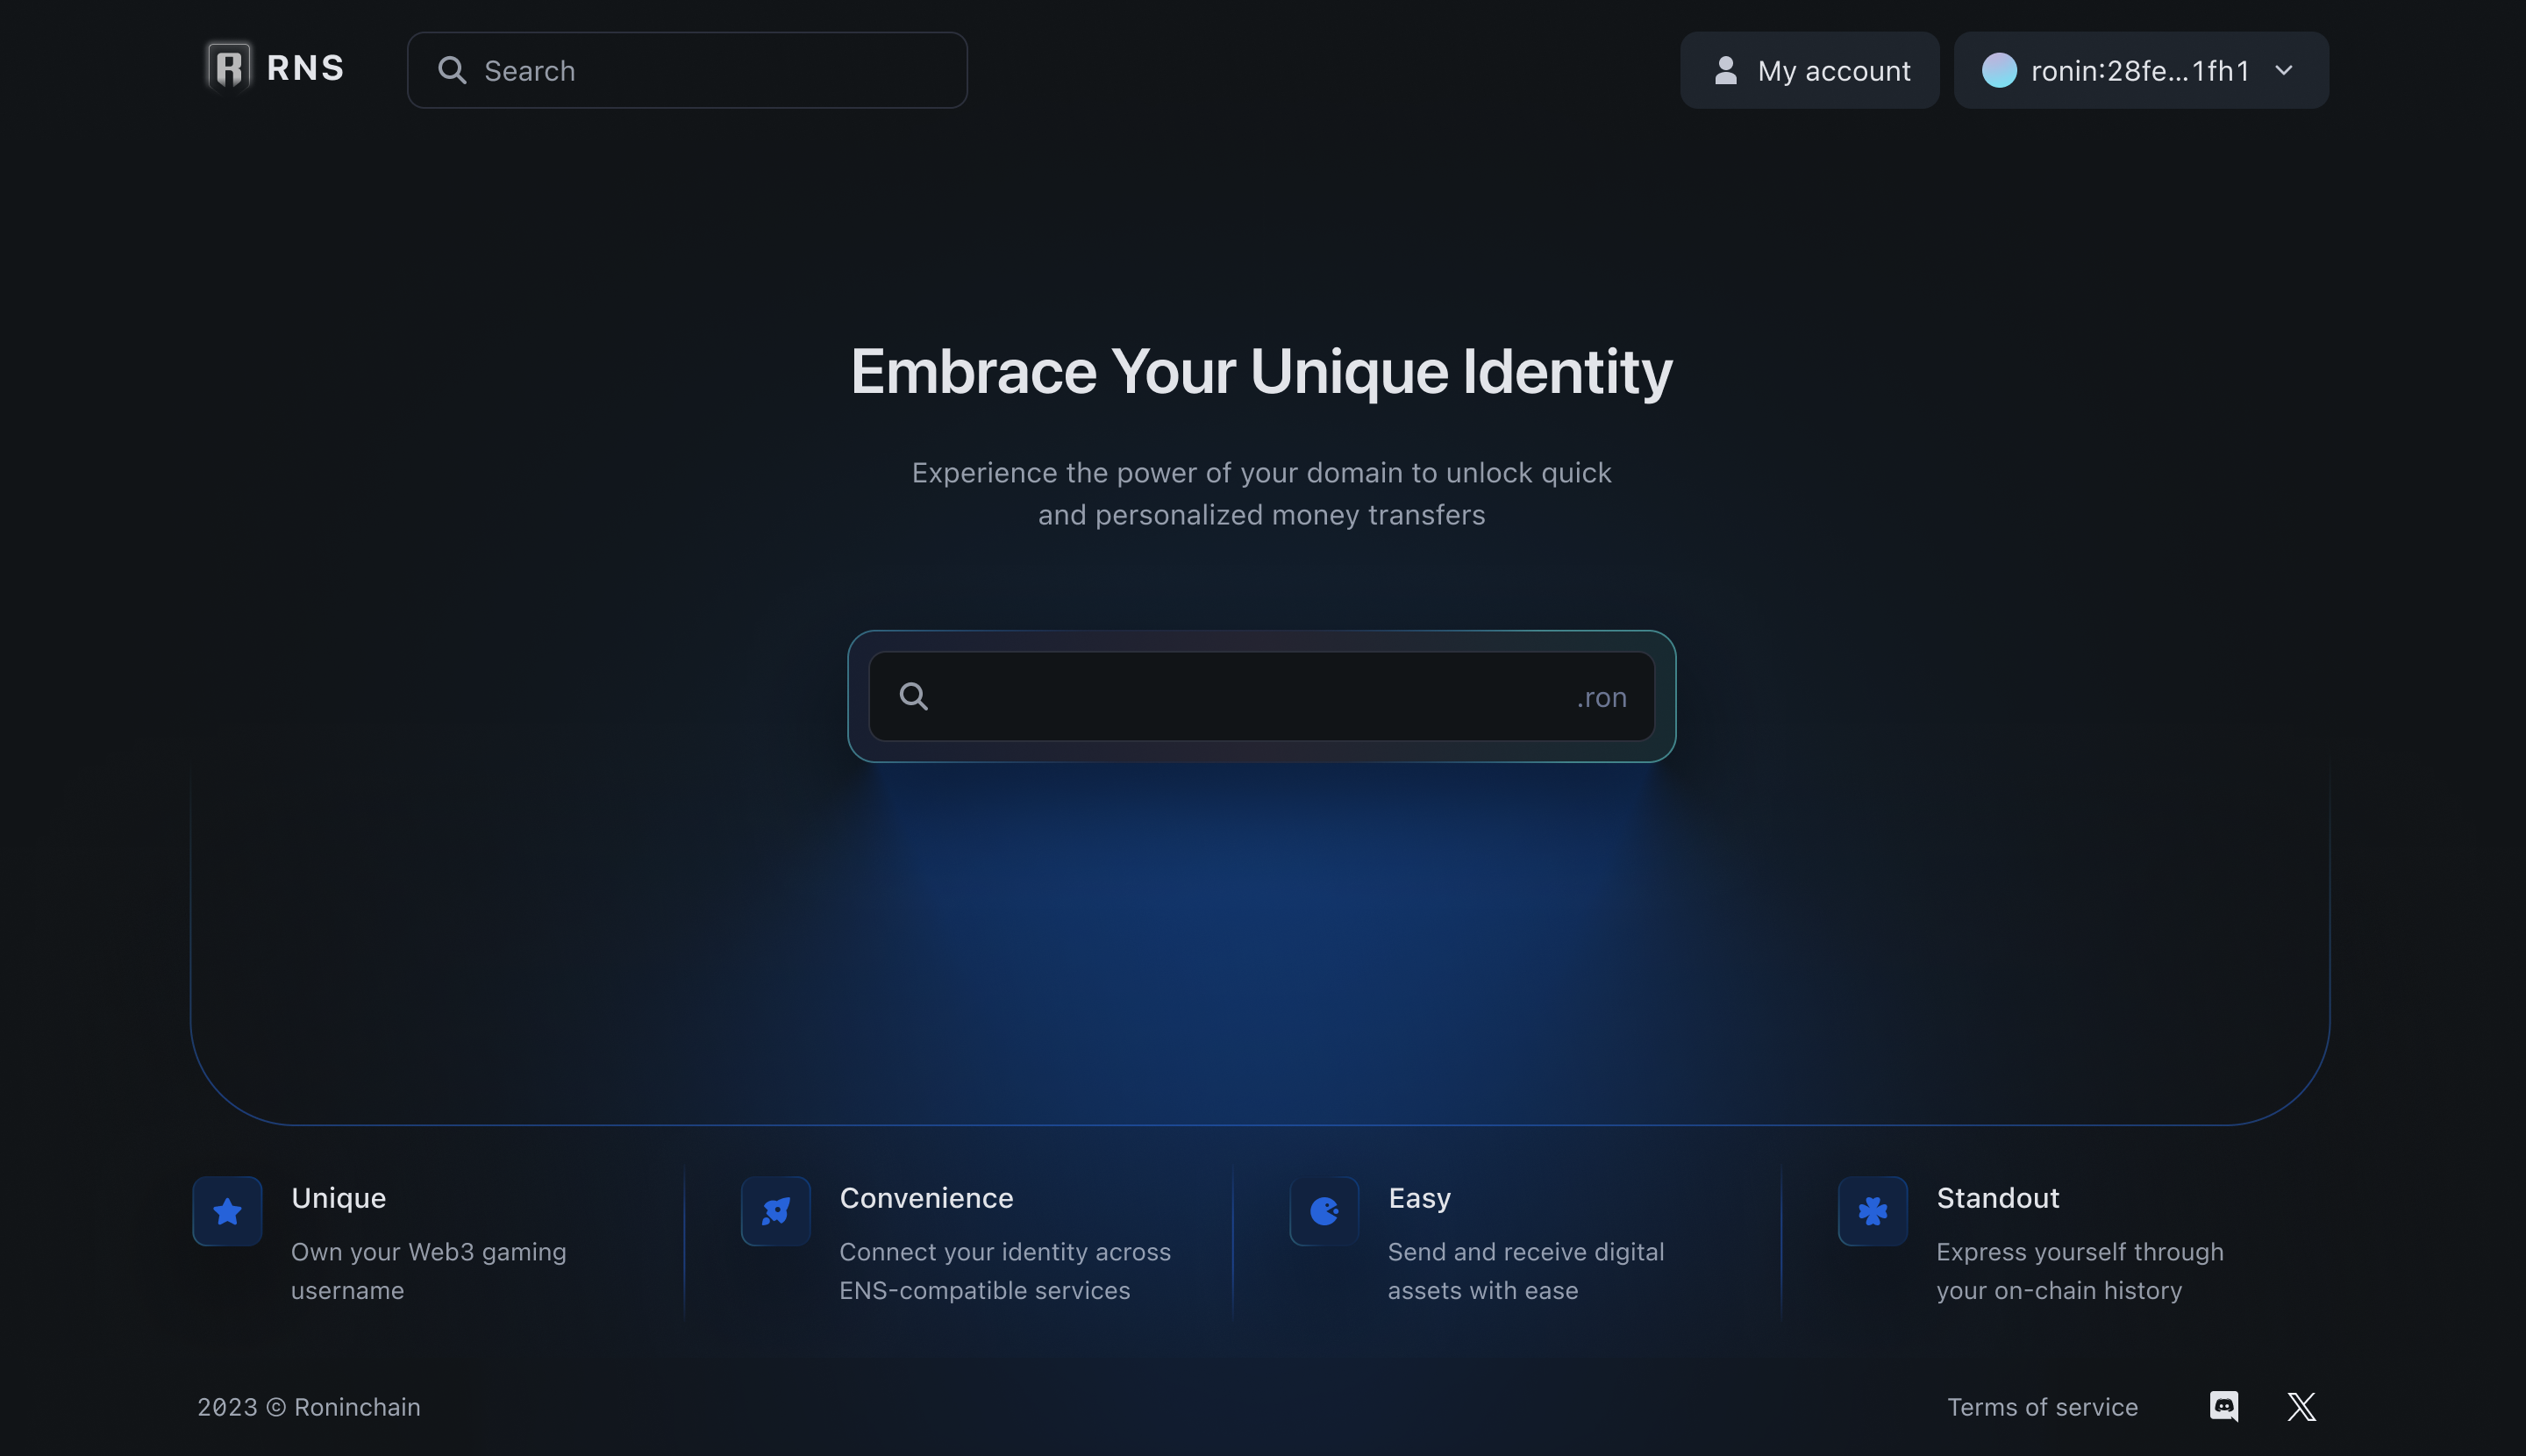 RNS
Search
My account
ronin:28fe...1fh1
Embrace Your Unique Identity
Experience the power of your domain to unlock quick
and personalized money transfers
.ron
Unique
Own your Web3 gaming
username
Convenience
Connect your identity across
ENS-compatible services
Easy
Send and receive digital
assets with ease
Standout
Express yourself through
your on-chain history
2023 © Roninchain
Terms of service